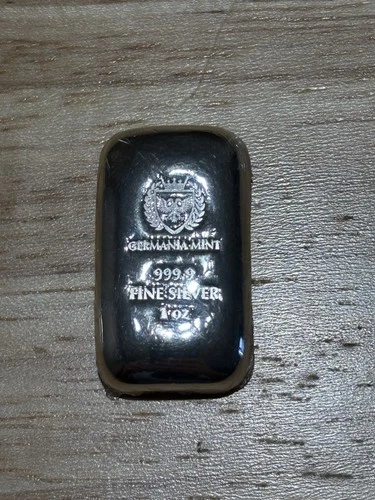 GERMANIA MINT
999.9
FINE SILVER
1 oz